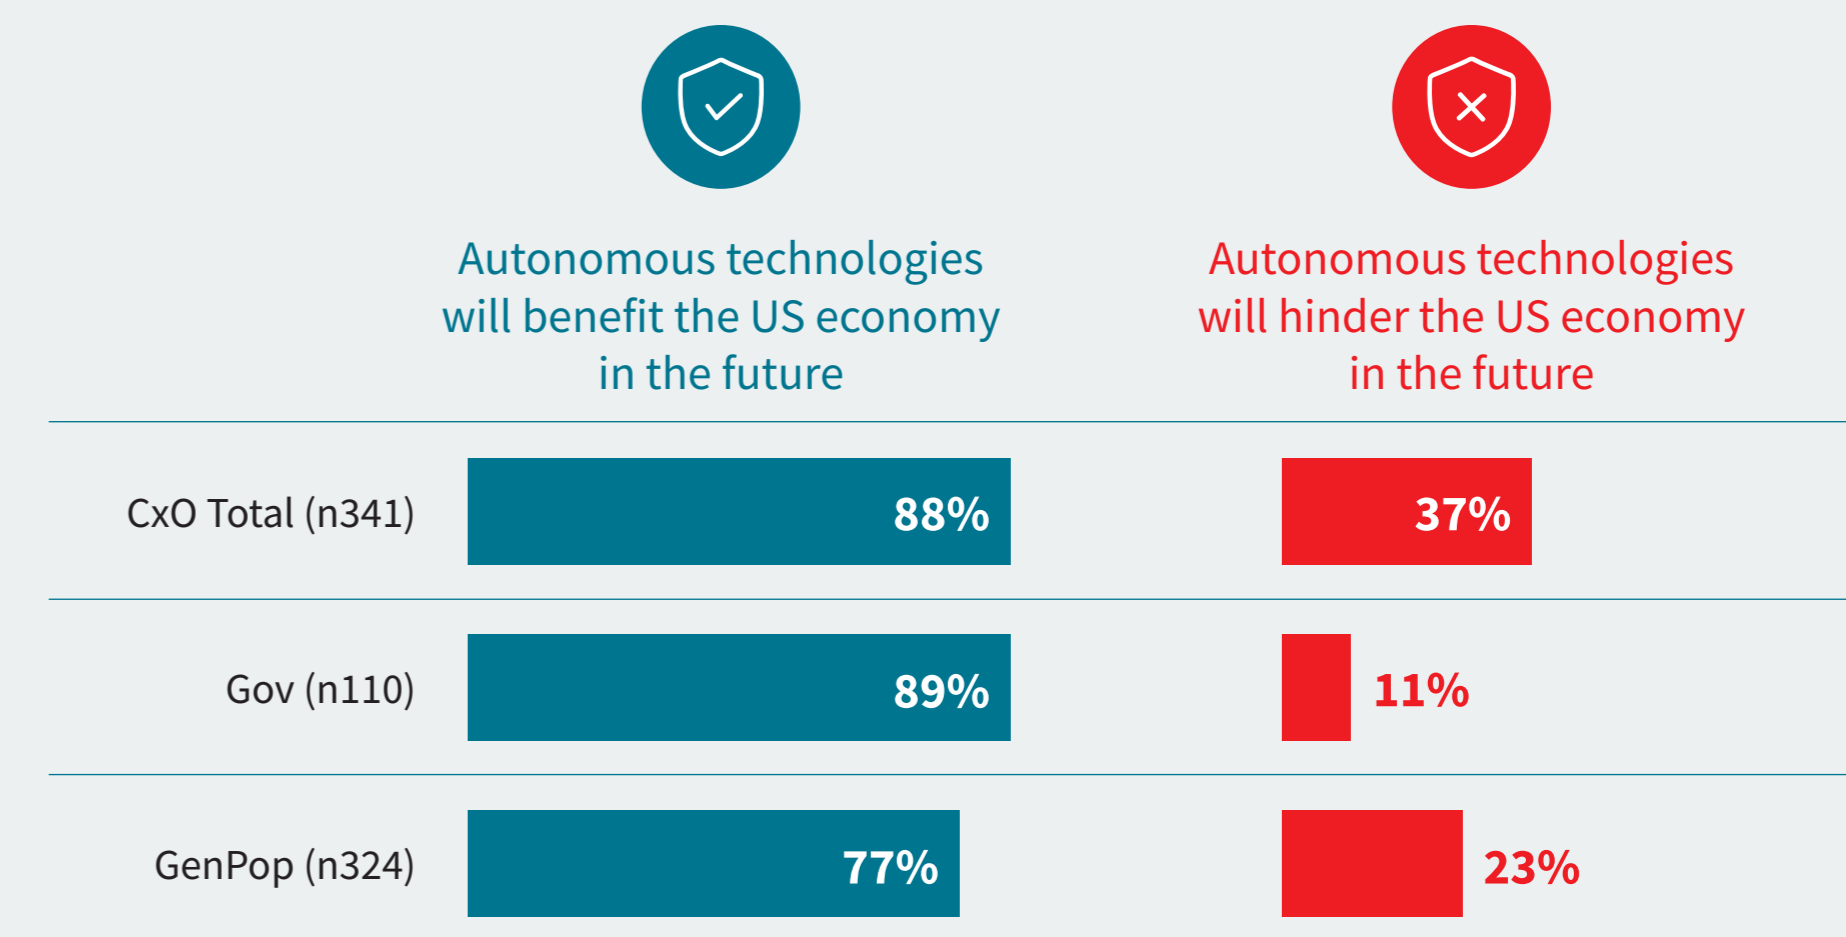 Autonomous technologies
will benefit the US economy
in the future
Autonomous technologies
will hinder the US economy
in the future
CxO Total (n341)
88%
37%
Gov (n110)
89%
11%
GenPop (n324)
77%
23%